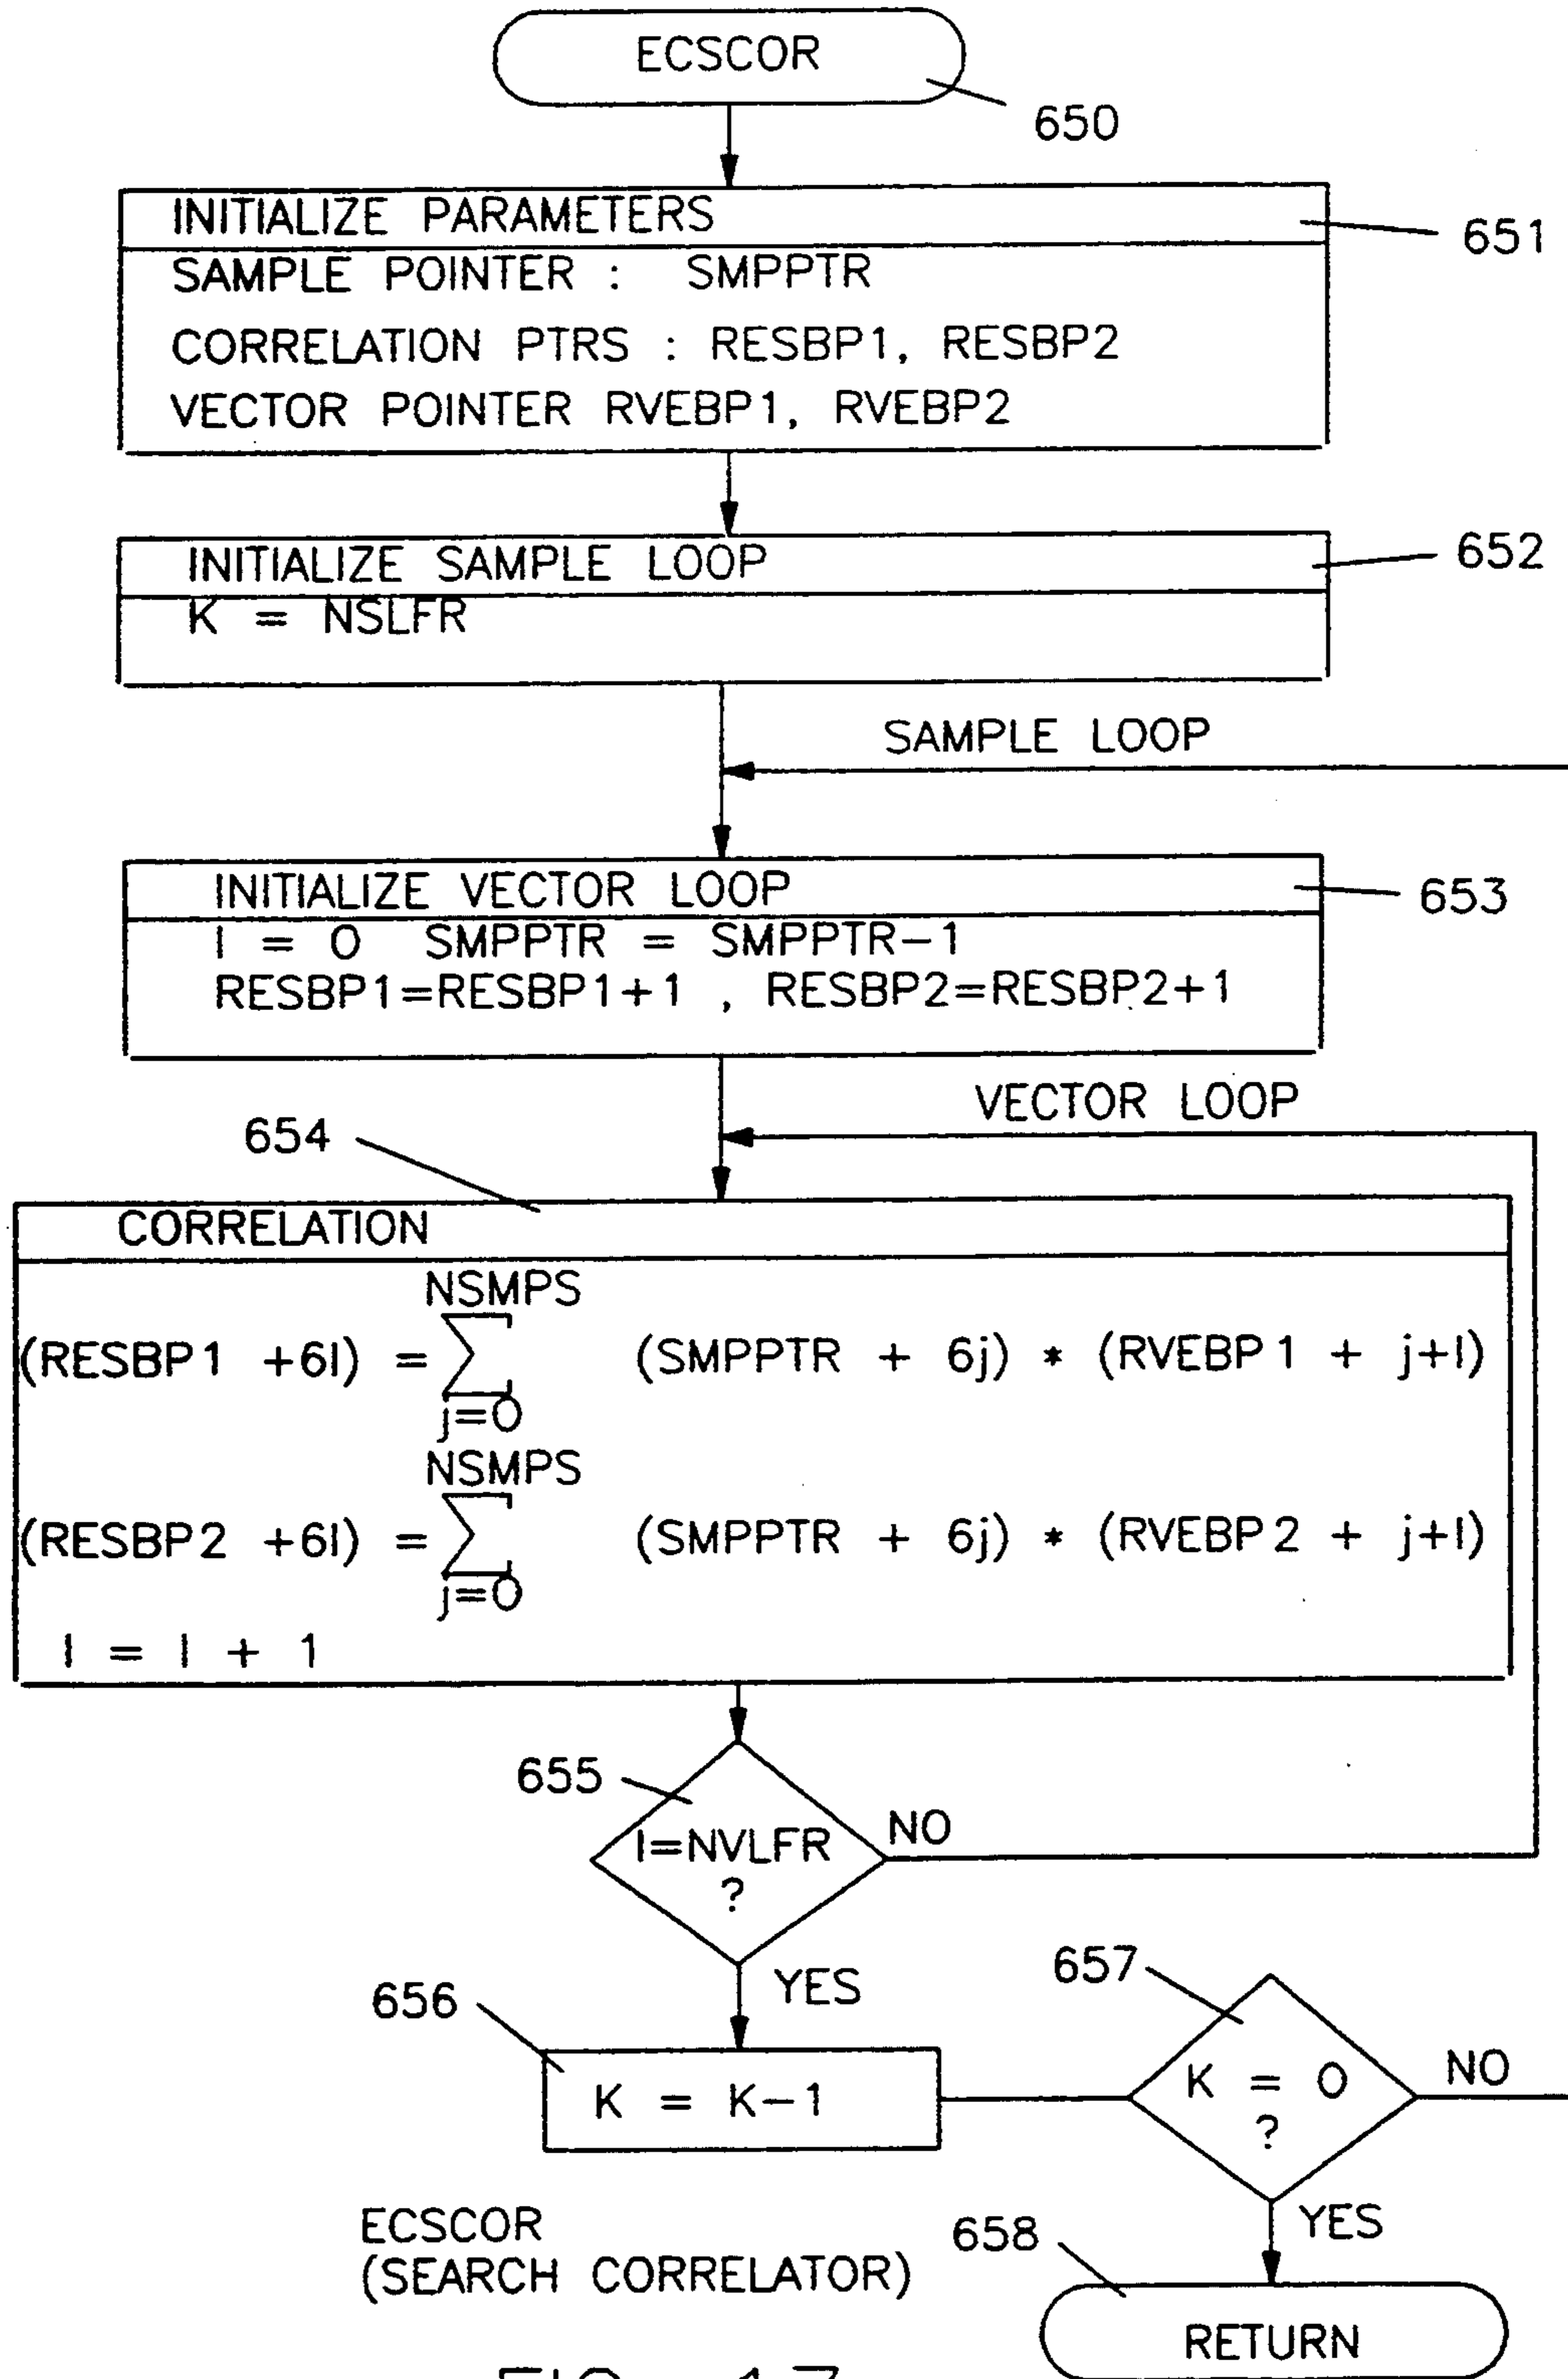 ECSCOR
650
INITIALIZE PARAMETERS
651
SAMPLE POINTER : SMPPTR
CORRELATION PTRS : RESBP1, RESBP2
VECTOR POINTER RVEBP1, RVEBP2
INITIALIZE SAMPLE LOOP
652
K = NSLFR
SAMPLE LOOP
INITIALIZE VECTOR LOOP
653
I = 0 SMPPTR = SMPPTR-1
RESBP1=RESBP1+1 , RESBP2=RESBP2+1
VECTOR LOOP
654
CORRELATION
NSMPS
(RESBP1 +6I) = ∑ (SMPPTR + 6j) * (RVEBP1 + j+I)
j=0
NSMPS
(RESBP2 +6I) = ∑ (SMPPTR + 6j) * (RVEBP2 + j+I)
j=0
I = I + 1
655
I=NVLFR
?
NO
YES
656
K = K-1
657
K = 0
?
NO
YES
ECSCOR
(SEARCH CORRELATOR)
658
RETURN